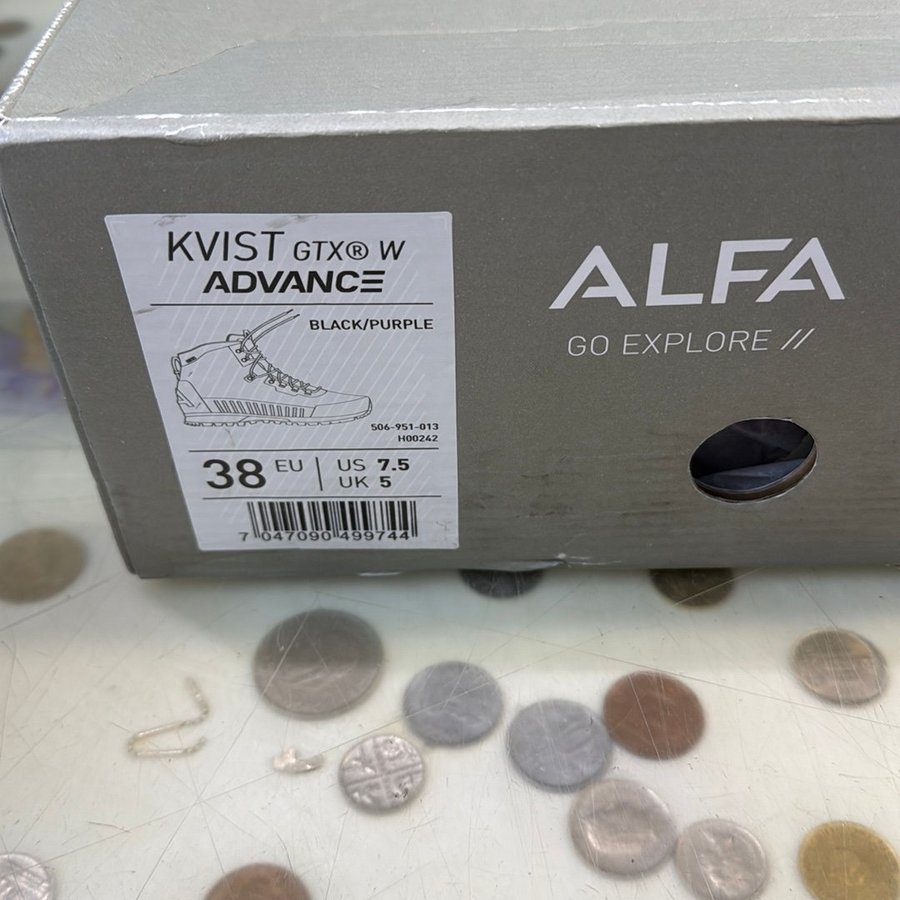 KVIST GTX® W
ADVANCE
BLACK/PURPLE
506-951-013
H00242
38 EU | US 7.5
UK 5
7 047090 499744
ALFA
GO EXPLORE //